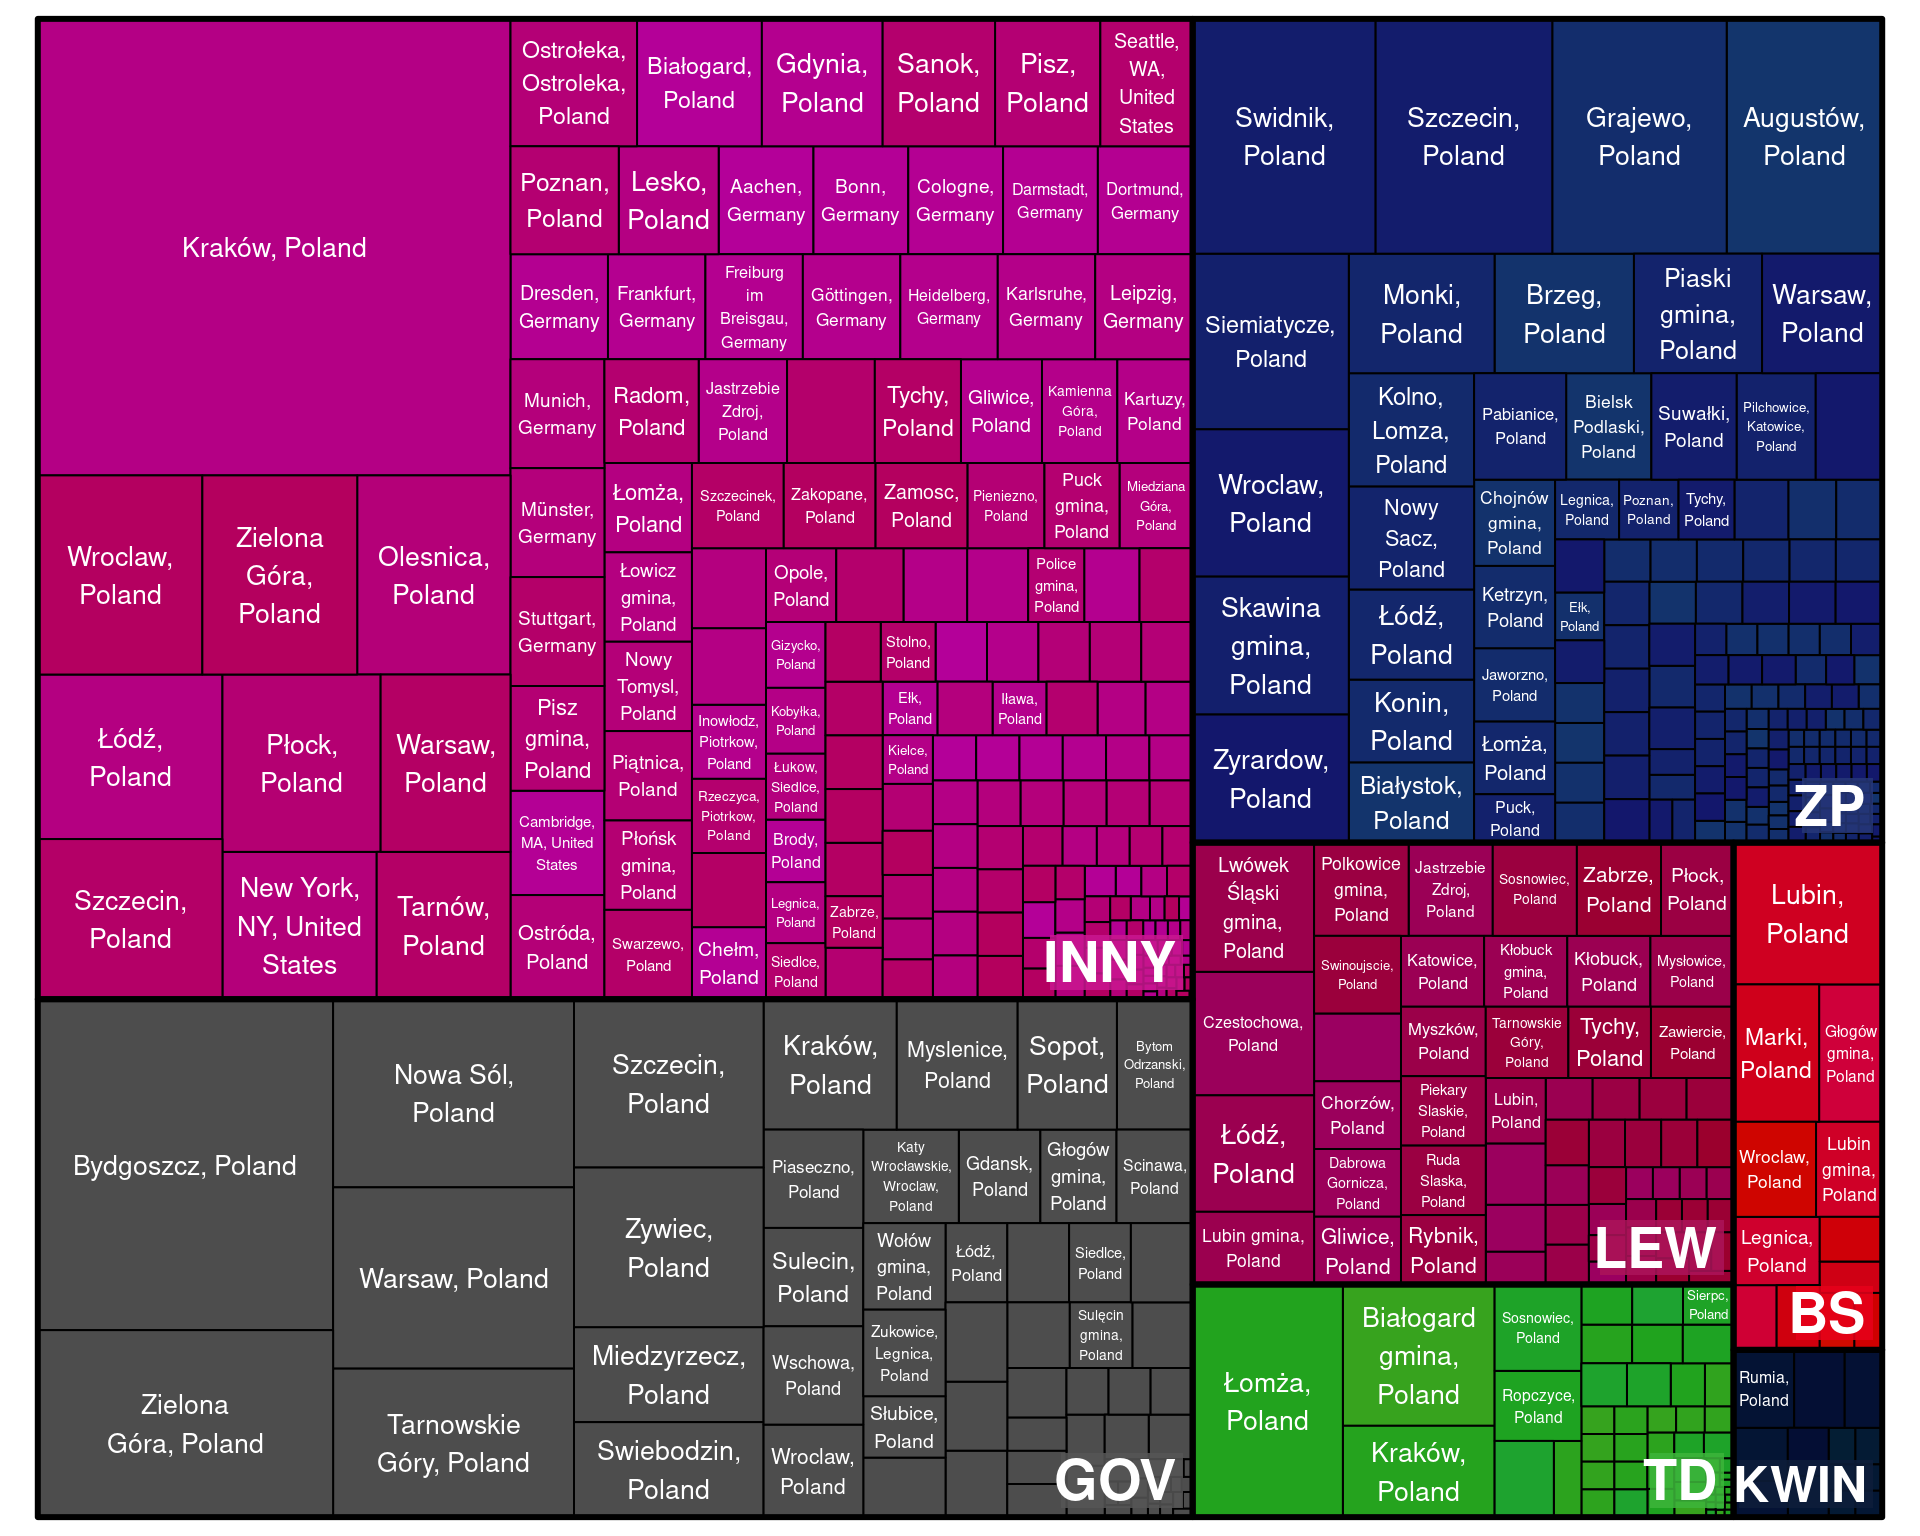 Kraków, Poland
Wroclaw,
Poland
Zielona
Góra,
Poland
Olesnica,
Poland
Łódź,
Poland
Płock,
Poland
Warsaw,
Poland
Szczecin,
Poland
New York,
NY, United
States
Tarnów,
Poland
Ostrołeka,
Ostroleka,
Poland
Białogard,
Poland
Gdynia,
Poland
Sanok,
Poland
Pisz,
Poland
Seattle,
WA,
United
States
Poznan,
Poland
Lesko,
Poland
Aachen,
Germany
Bonn,
Germany
Cologne,
Germany
Darmstadt,
Germany
Dortmund,
Germany
Dresden,
Germany
Frankfurt,
Germany
Freiburg
im
Breisgau,
Germany
Göttingen,
Germany
Heidelberg,
Germany
Karlsruhe,
Germany
Leipzig,
Germany
Munich,
Germany
Münster,
Germany
Stuttgart,
Germany
Pisz
gmina,
Poland
Cambridge,
MA, United
States
Ostróda,
Poland
Radom,
Poland
Jastrzebie
Zdroj,
Poland
Tychy,
Poland
Gliwice,
Poland
Kamienna
Góra,
Poland
Kartuzy,
Poland
Łomża,
Poland
Szczecinek,
Poland
Zakopane,
Poland
Zamosc,
Poland
Pieniezno,
Poland
Puck
gmina,
Poland
Miedziana
Góra,
Poland
Łowicz
gmina,
Poland
Nowy
Tomysl,
Poland
Piątnica,
Poland
Płońsk
gmina,
Poland
Swarzewo,
Poland
Inowłodz,
Piotrkow,
Poland
Rzeczyca,
Piotrkow,
Poland
Chełm,
Poland
Opole,
Poland
Police
gmina,
Poland
Gizycko,
Poland
Stolno,
Poland
Kobyłka,
Poland
Ełk,
Poland
Iława,
Poland
Łukow,
Siedlce,
Poland
Kielce,
Poland
Brody,
Poland
Legnica,
Poland
Zabrze,
Poland
Siedlce,
Poland
INNY
Swidnik,
Poland
Szczecin,
Poland
Grajewo,
Poland
Augustów,
Poland
Siemiatycze,
Poland
Wroclaw,
Poland
Skawina
gmina,
Poland
Zyrardow,
Poland
Monki,
Poland
Brzeg,
Poland
Piaski
gmina,
Poland
Warsaw,
Poland
Kolno,
Lomza,
Poland
Nowy
Sacz,
Poland
Łódź,
Poland
Konin,
Poland
Białystok,
Poland
Pabianice,
Poland
Bielsk
Podlaski,
Poland
Suwałki,
Poland
Pilchowice,
Katowice,
Poland
Chojnów
gmina,
Poland
Legnica,
Poland
Poznan,
Poland
Tychy,
Poland
Ketrzyn,
Poland
Ełk,
Poland
Jaworzno,
Poland
Łomża,
Poland
Puck,
Poland
ZP
Lwówek
Śląski
gmina,
Poland
Czestochowa,
Poland
Łódź,
Poland
Lubin gmina,
Poland
Polkowice
gmina,
Poland
Jastrzebie
Zdroj,
Poland
Sosnowiec,
Poland
Zabrze,
Poland
Płock,
Poland
Swinoujscie,
Poland
Katowice,
Poland
Kłobuck
gmina,
Poland
Kłobuck,
Poland
Mysłowice,
Poland
Myszków,
Poland
Tarnowskie
Góry,
Poland
Tychy,
Poland
Zawiercie,
Poland
Chorzów,
Poland
Piekary
Slaskie,
Poland
Lubin,
Poland
Dabrowa
Gornicza,
Poland
Ruda
Slaska,
Poland
Gliwice,
Poland
Rybnik,
Poland
LEW
Lubin,
Poland
Marki,
Poland
Głogów
gmina,
Poland
Wroclaw,
Poland
Lubin
gmina,
Poland
Legnica,
Poland
BS
Bydgoszcz, Poland
Zielona
Góra, Poland
Nowa Sól,
Poland
Warsaw, Poland
Tarnowskie
Góry, Poland
Szczecin,
Poland
Zywiec,
Poland
Miedzyrzecz,
Poland
Swiebodzin,
Poland
Kraków,
Poland
Myslenice,
Poland
Sopot,
Poland
Bytom
Odrzanski,
Poland
Piaseczno,
Poland
Katy
Wrocławskie,
Wroclaw,
Poland
Gdansk,
Poland
Głogów
gmina,
Poland
Scinawa,
Poland
Sulecin,
Poland
Wołów
gmina,
Poland
Łódź,
Poland
Siedlce,
Poland
Wschowa,
Poland
Zukowice,
Legnica,
Poland
Sulęcin
gmina,
Poland
Słubice,
Poland
Wroclaw,
Poland
GOV
Łomża,
Poland
Białogard
gmina,
Poland
Kraków,
Poland
Sosnowiec,
Poland
Sierpc,
Poland
Ropczyce,
Poland
TD
Rumia,
Poland
KWIN